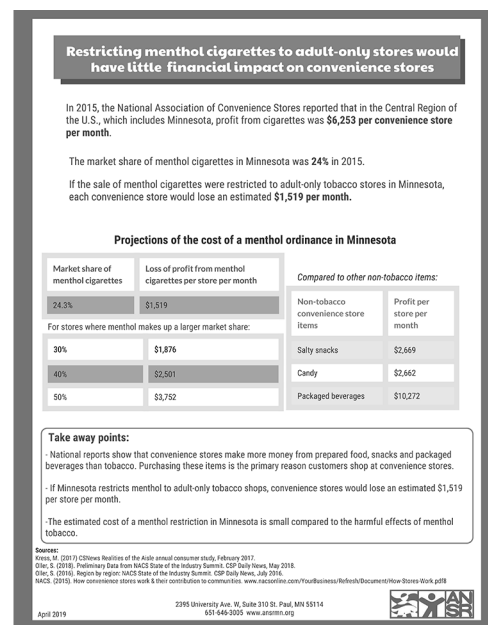 Restricting menthol cigarettes to adult-only stores would
have little financial impact on convenience stores
In 2015, the National Association of Convenience Stores reported that in the Central Region of
the U.S., which includes Minnesota, profit from cigarettes was $6,253 per convenience store
per month.
The market share of menthol cigarettes in Minnesota was 24% in 2015.
If the sale of menthol cigarettes were restricted to adult-only tobacco stores in Minnesota,
each convenience store would lose an estimated $1,519 per month.
Projections of the cost of a menthol ordinance in Minnesota
Market share of
menthol cigarettes
Loss of profit from menthol
cigarettes per store per month
24.3%
$1,519
For stores where menthol makes up a larger market share:
30%
$1,876
40%
$2,501
50%
$3,752
Compared to other non-tobacco items:
Non-tobacco
convenience store
items
Profit per
store per
month
Salty snacks
$2,669
Candy
$2,662
Packaged beverages
$10,272
Take away points:
- National reports show that convenience stores make more money from prepared food, snacks and packaged
beverages than tobacco. Purchasing these items is the primary reason customers shop at convenience stores.
- If Minnesota restricts menthol to adult-only tobacco shops, convenience stores would lose an estimated $1,519
per store per month.
-The estimated cost of a menthol restriction in Minnesota is small compared to the harmful effects of menthol
tobacco.
Sources:
Kress, M. (2017) CSNews Realities of the Aisle annual consumer study, February 2017.
Oller, S. (2018). Preliminary Data from NACS State of the Industry Summit. CSP Daily News, May 2018.
Oller, S. (2016). Region by region: NACS State of the Industry Summit. CSP Daily News, July 2016.
NACS. (2015). How convenience stores work & their contribution to communities. www.nacsonline.com/YourBusiness/Refresh/Document/How-Stores-Work.pdf8
April 2019
2395 University Ave. W, Suite 310 St. Paul, MN 55114
651-646-3005 www.ansrmn.org
AN
SR